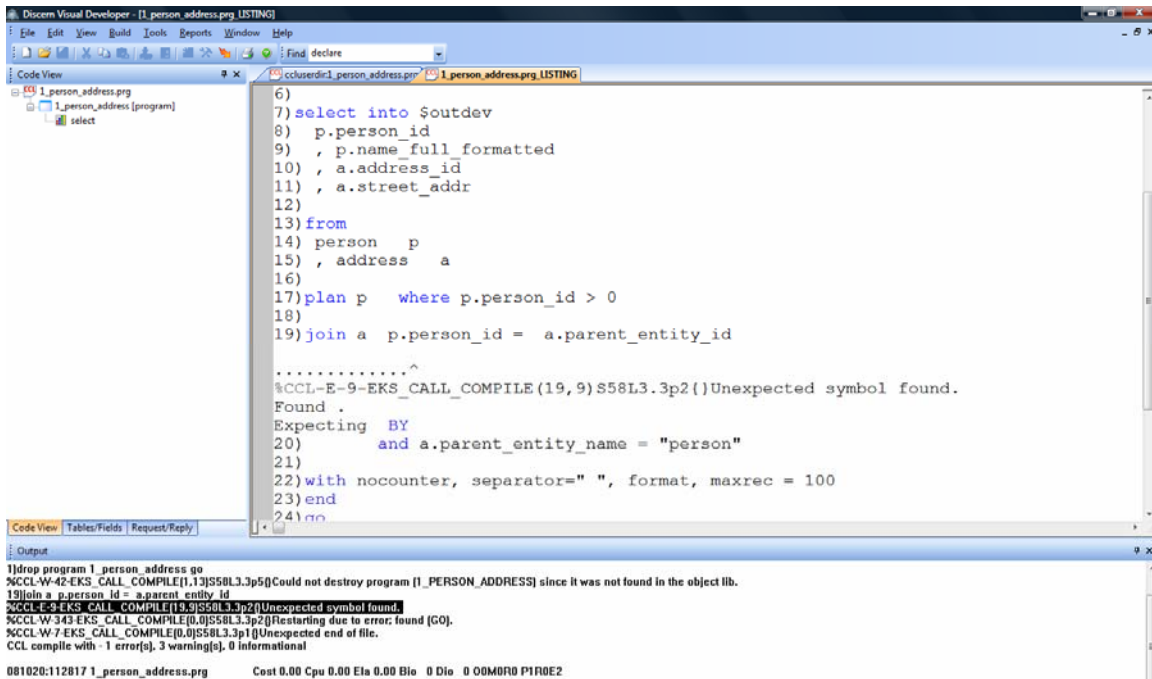 Discern Visual Developer - [1_person_address.prg_LISTING]
File Edit View Build Tools Reports Window Help
Find declare
Code View
ccluserdir:1_person_address.prg 1_person_address.prg_LISTING
1_person_address.prg
1_person_address [program]
select
6)
7)select into $outdev
8) p.person_id
9) , p.name_full_formatted
10) , a.address_id
11) , a.street_addr
12)
13)from
14) person p
15) , address a
16)
17)plan p where p.person_id > 0
18)
19)join a p.person_id = a.parent_entity_id
.............^
%CCL-E-9-EKS_CALL_COMPILE(19,9)S58L3.3p2{}Unexpected symbol found.
Found .
Expecting BY
20) and a.parent_entity_name = "person"
21)
22)with nocounter, separator=" ", format, maxrec = 100
23)end
24)go
Code View Tables/Fields Request/Reply
Output
1)drop program 1_person_address go
%CCL-W-42-EKS_CALL_COMPILE(1,13)S58L3.3p5{}Could not destroy program (1_PERSON_ADDRESS) since it was not found in the object lib.
19)join a p.person_id = a.parent_entity_id
%CCL-E-9-EKS_CALL_COMPILE(19,9)S58L3.3p2{}Unexpected symbol found.
%CCL-W-343-EKS_CALL_COMPILE(0,0)S58L3.3p2{}Restarting due to error; found (GO).
%CCL-W-7-EKS_CALL_COMPILE(0,0)S58L3.3p1{}Unexpected end of file.
CCL compile with - 1 error(s), 3 warning(s), 0 informational
081020:112817 1_person_address.prg Cost 0.00 Cpu 0.00 Ela 0.00 Bio 0 Dio 0 O0M0R0 P1R0E2